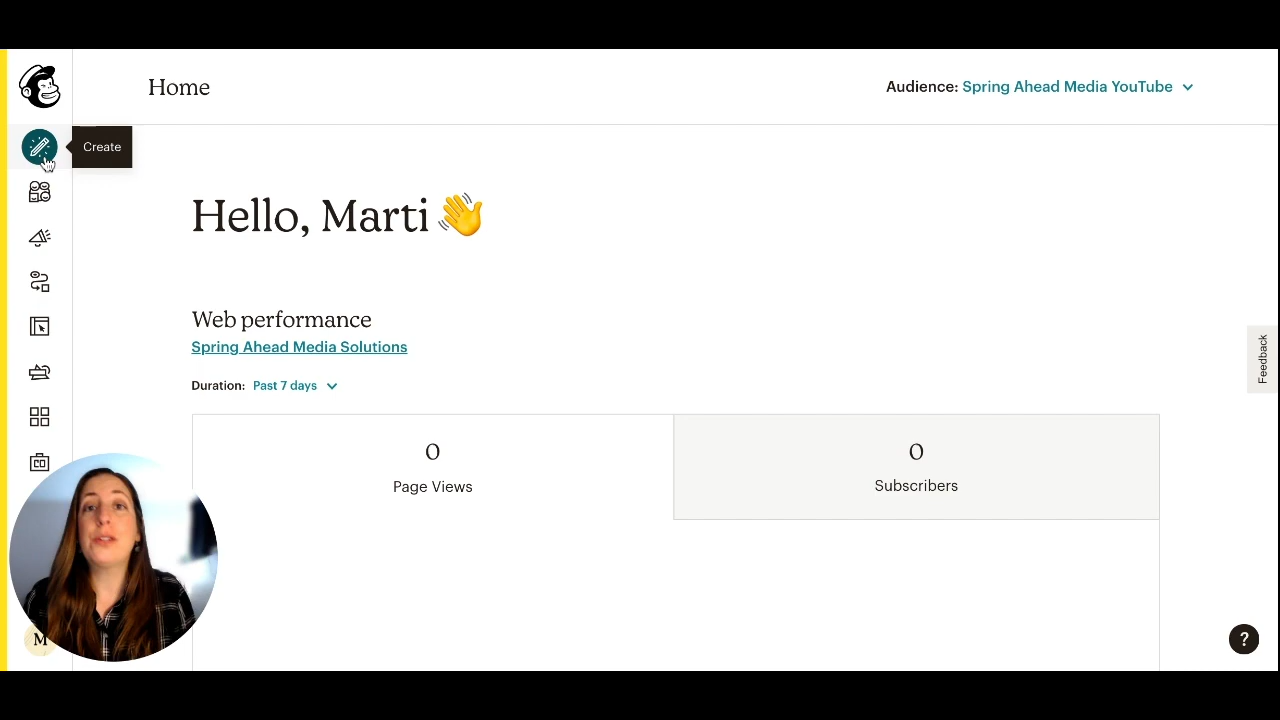 Home
Audience: Spring Ahead Media YouTube
Create
Hello, Marti
Web performance
Spring Ahead Media Solutions
Duration: Past 7 days
0
Page Views
0
Subscribers
Feedback
M
?